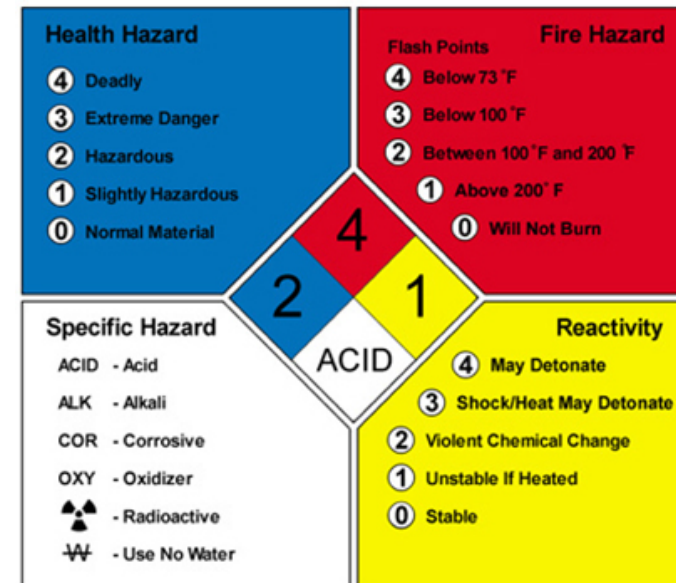 Health Hazard
4 Deadly
3 Extreme Danger
2 Hazardous
1 Slightly Hazardous
0 Normal Material
Fire Hazard
Flash Points
4 Below 73°F
3 Below 100°F
2 Between 100°F and 200°F
1 Above 200°F
0 Will Not Burn
4
2
1
ACID
Specific Hazard
ACID - Acid
ALK - Alkali
COR - Corrosive
OXY - Oxidizer
- Radioactive
W - Use No Water
Reactivity
4 May Detonate
3 Shock/Heat May Detonate
2 Violent Chemical Change
1 Unstable If Heated
0 Stable